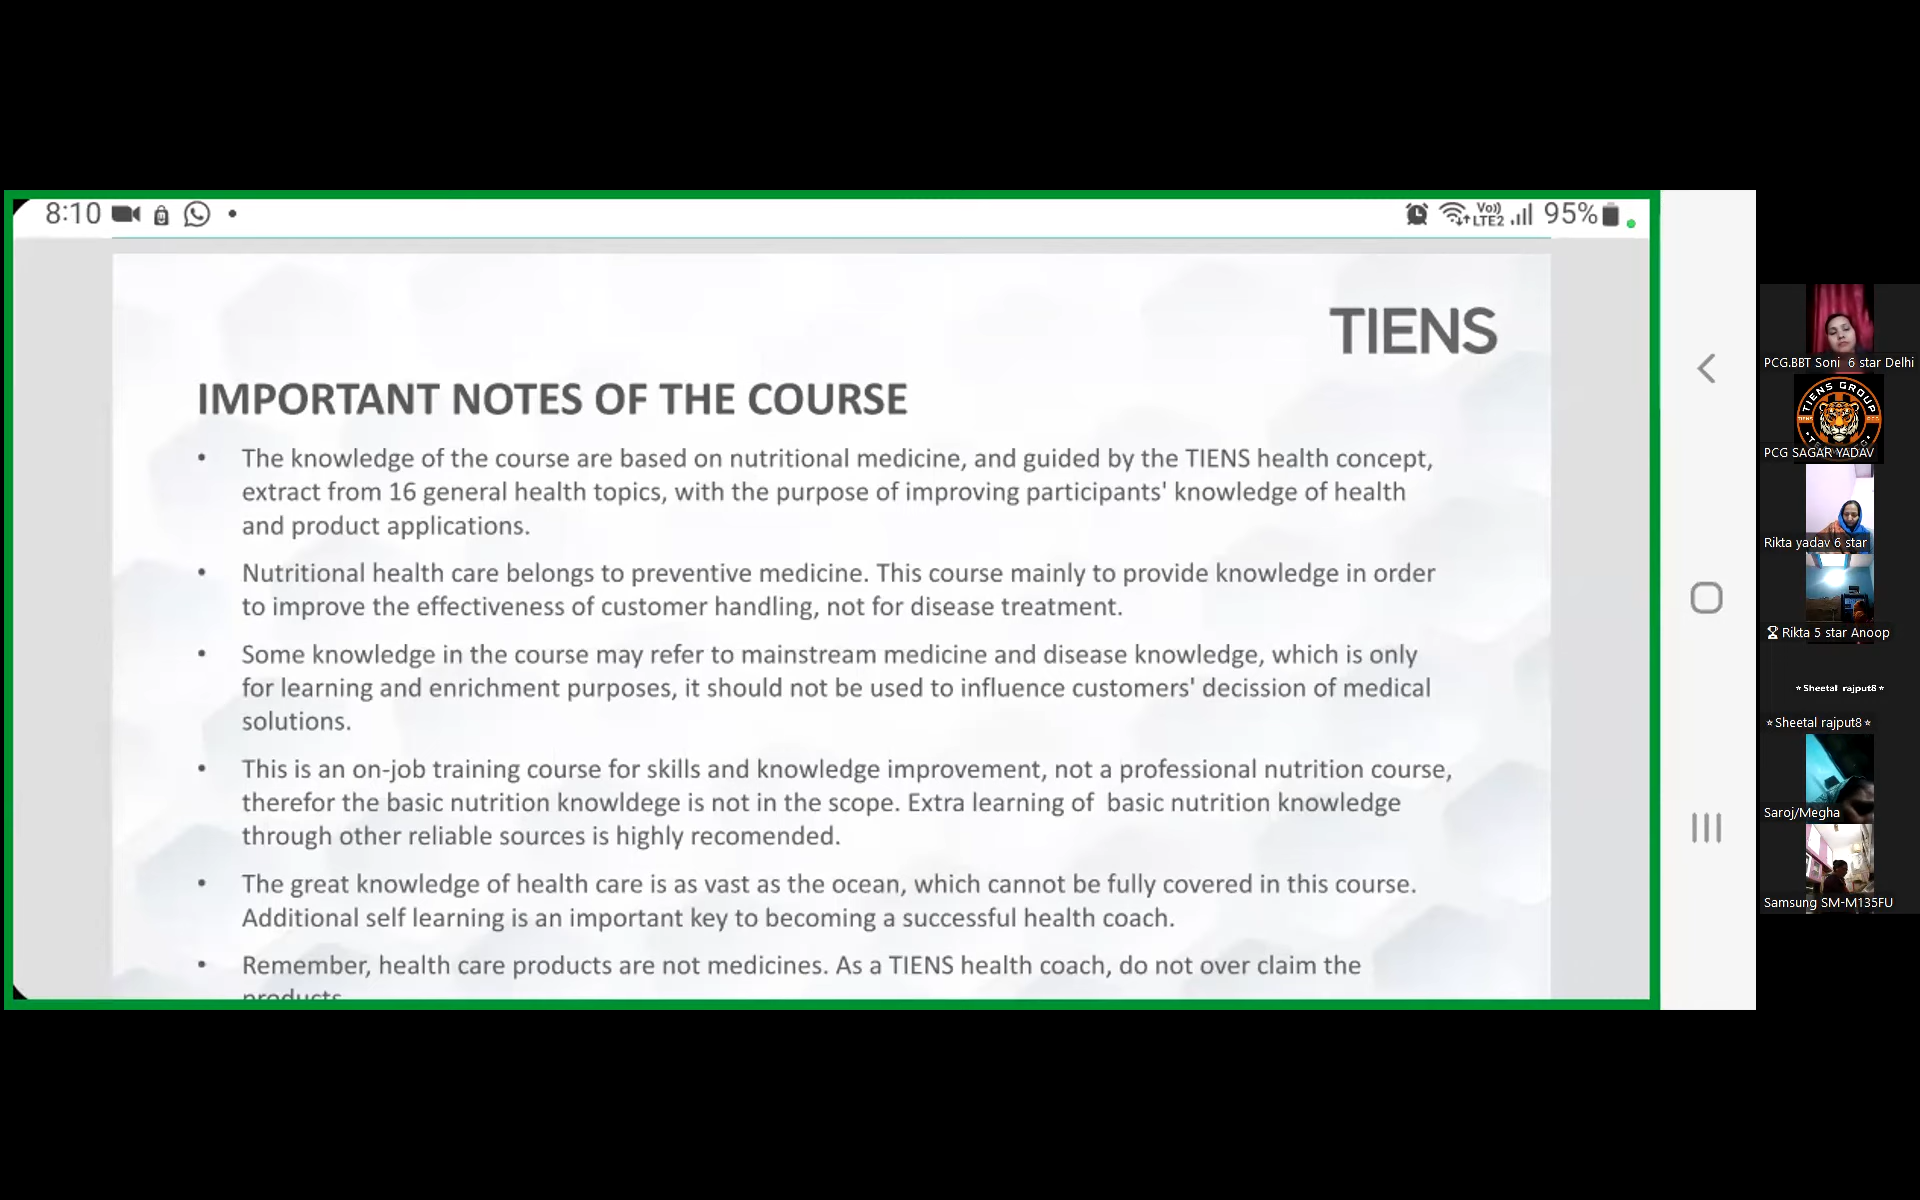 8:10
Vo))
LTE2
95%
TIENS
IMPORTANT NOTES OF THE COURSE
• The knowledge of the course are based on nutritional medicine, and guided by the TIENS health concept,
extract from 16 general health topics, with the purpose of improving participants' knowledge of health
and product applications.
• Nutritional health care belongs to preventive medicine. This course mainly to provide knowledge in order
to improve the effectiveness of customer handling, not for disease treatment.
• Some knowledge in the course may refer to mainstream medicine and disease knowledge, which is only
for learning and enrichment purposes, it should not be used to influence customers' decission of medical
solutions.
• This is an on-job training course for skills and knowledge improvement, not a professional nutrition course,
therefor the basic nutrition knowldege is not in the scope. Extra learning of basic nutrition knowledge
through other reliable sources is highly recomended.
• The great knowledge of health care is as vast as the ocean, which cannot be fully covered in this course.
Additional self learning is an important key to becoming a successful health coach.
• Remember, health care products are not medicines. As a TIENS health coach, do not over claim the
products
PCG.BBT Soni 6 star Delhi
TIENS GROUP
PCG SAGAR YADAV
Rikta yadav 6 star
Rikta 5 star Anoop
⭑Sheetal rajput8⭑
⭑Sheetal rajput8⭑
Saroj/Megha
Samsung SM-M135FU